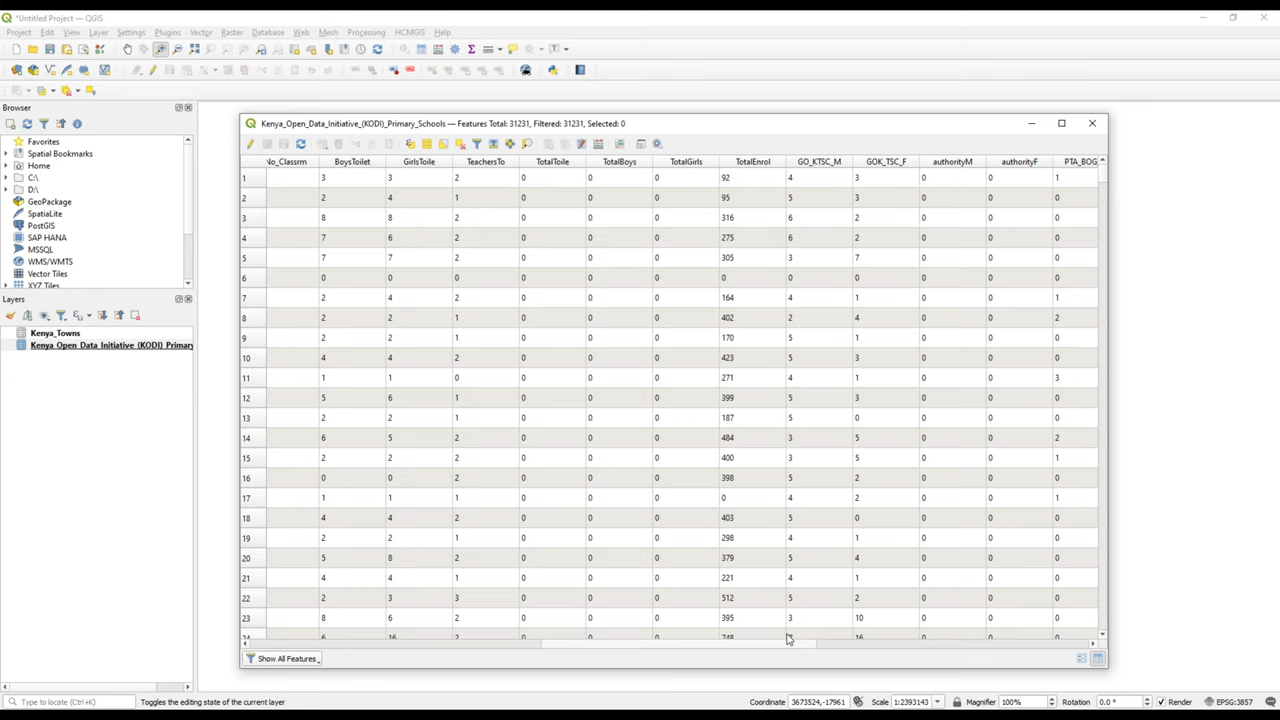 *Untitled Project — QGIS
Project Edit View Layer Settings Plugins Vector Raster Database Web Mesh Processing HCMGIS Help
Browser
Favorites
Spatial Bookmarks
Home
C:\
D:\
GeoPackage
SpatiaLite
PostGIS
SAP HANA
MSSQL
WMS/WMTS
Vector Tiles
XYZ Tiles
Layers
Kenya_Towns
Kenya_Open_Data_Initiative_(KODI)_Primary
Kenya_Open_Data_Initiative_(KODI)_Primary_Schools — Features Total: 31231, Filtered: 31231, Selected: 0
No_Classrm BoysToilet GirlsToile TeachersTo TotalToile TotalBoys TotalGirls TotalEnrol GO_KTSC_M GOK_TSC_F authorityM authorityF PTA_BOG
1 3 3 2 0 0 0 92 4 3 0 0 1
2 2 4 1 0 0 0 95 5 3 0 0 0
3 8 8 2 0 0 0 316 6 2 0 0 0
4 7 6 2 0 0 0 275 6 2 0 0 0
5 7 7 2 0 0 0 305 3 7 0 0 0
6 0 0 0 0 0 0 0 0 0 0 0 0
7 2 4 2 0 0 0 164 4 1 0 0 1
8 2 2 1 0 0 0 402 2 4 0 0 2
9 2 2 1 0 0 0 170 5 1 0 0 0
10 4 4 2 0 0 0 423 5 3 0 0 0
11 1 1 0 0 0 0 271 4 1 0 0 3
12 5 6 1 0 0 0 399 5 3 0 0 0
13 2 2 1 0 0 0 187 5 0 0 0 0
14 6 5 2 0 0 0 484 3 5 0 0 2
15 2 2 2 0 0 0 400 3 5 0 0 1
16 0 0 2 0 0 0 398 5 2 0 0 0
17 1 1 1 0 0 0 0 4 2 0 0 1
18 4 4 2 0 0 0 403 5 0 0 0 0
19 2 2 1 0 0 0 298 4 1 0 0 0
20 5 8 2 0 0 0 379 5 4 0 0 0
21 4 4 1 0 0 0 221 4 1 0 0 0
22 2 3 3 0 0 0 512 5 2 0 0 0
23 8 6 2 0 0 0 395 3 10 0 0 0
24 6 16 2 0 0 0 748 16 0 0 0
Show All Features
Type to locate (Ctrl+K) Toggles the editing state of the current layer Coordinate 3673524,-17961 Scale 1:2393143 Magnifier 100% Rotation 0.0 ° Render EPSG:3857